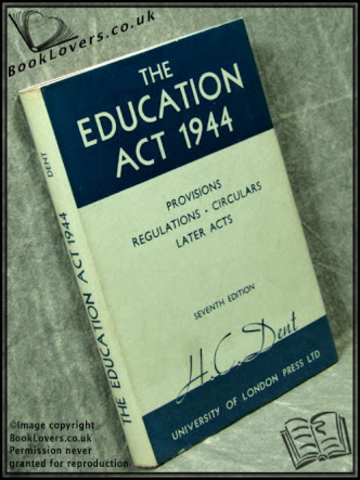 BookLovers.co.uk
THE
EDUCATION
ACT 1944
PROVISIONS
REGULATIONS · CIRCULARS
LATER ACTS
SEVENTH EDITION
H.C. Dent
UNIVERSITY OF LONDON PRESS LTD
THE EDUCATION ACT 1944 DENT
©Image copyright
BookLovers.co.uk
Permission never
granted for reproduction